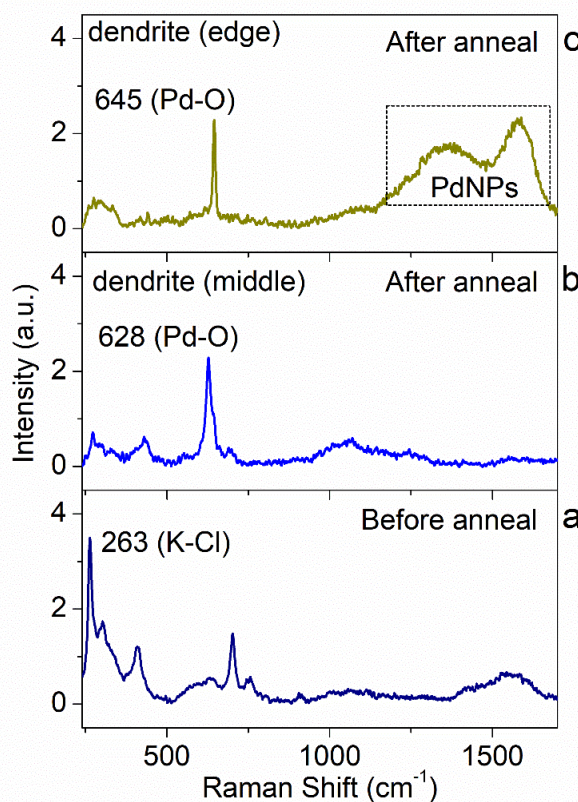 dendrite (edge)
After anneal
c
645 (Pd-O)
PdNPs
4
2
0
dendrite (middle)
After anneal
b
628 (Pd-O)
4
2
0
Before anneal
a
263 (K-Cl)
4
2
0
Intensity (a.u.)
500
1000
1500
Raman Shift (cm⁻¹)